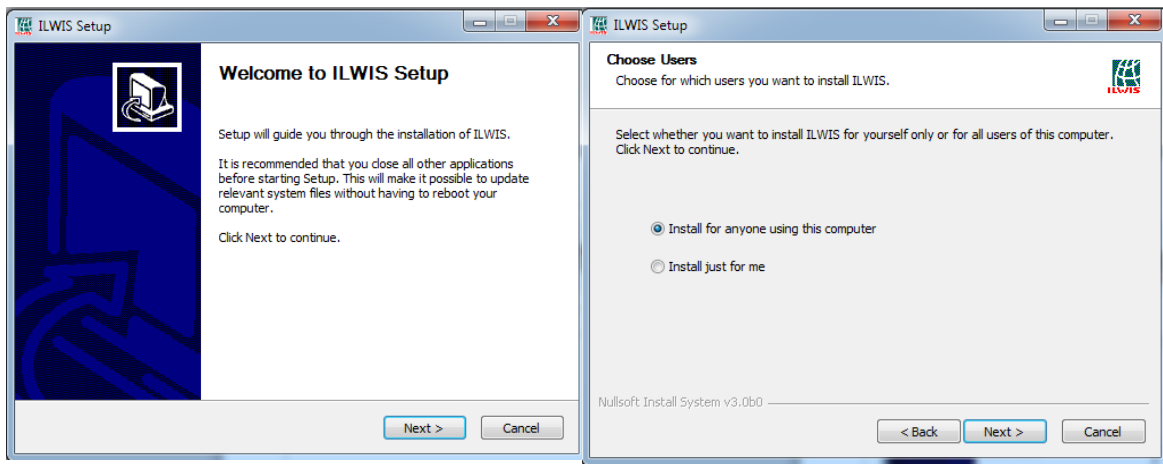 ILWIS Setup
Welcome to ILWIS Setup
Setup will guide you through the installation of ILWIS.
It is recommended that you close all other applications
before starting Setup. This will make it possible to update
relevant system files without having to reboot your
computer.
Click Next to continue.
Next >
Cancel
ILWIS Setup
Choose Users
Choose for which users you want to install ILWIS.
ILWIS
Select whether you want to install ILWIS for yourself only or for all users of this computer.
Click Next to continue.
Install for anyone using this computer
Install just for me
Nullsoft Install System v3.0b0
< Back
Next >
Cancel